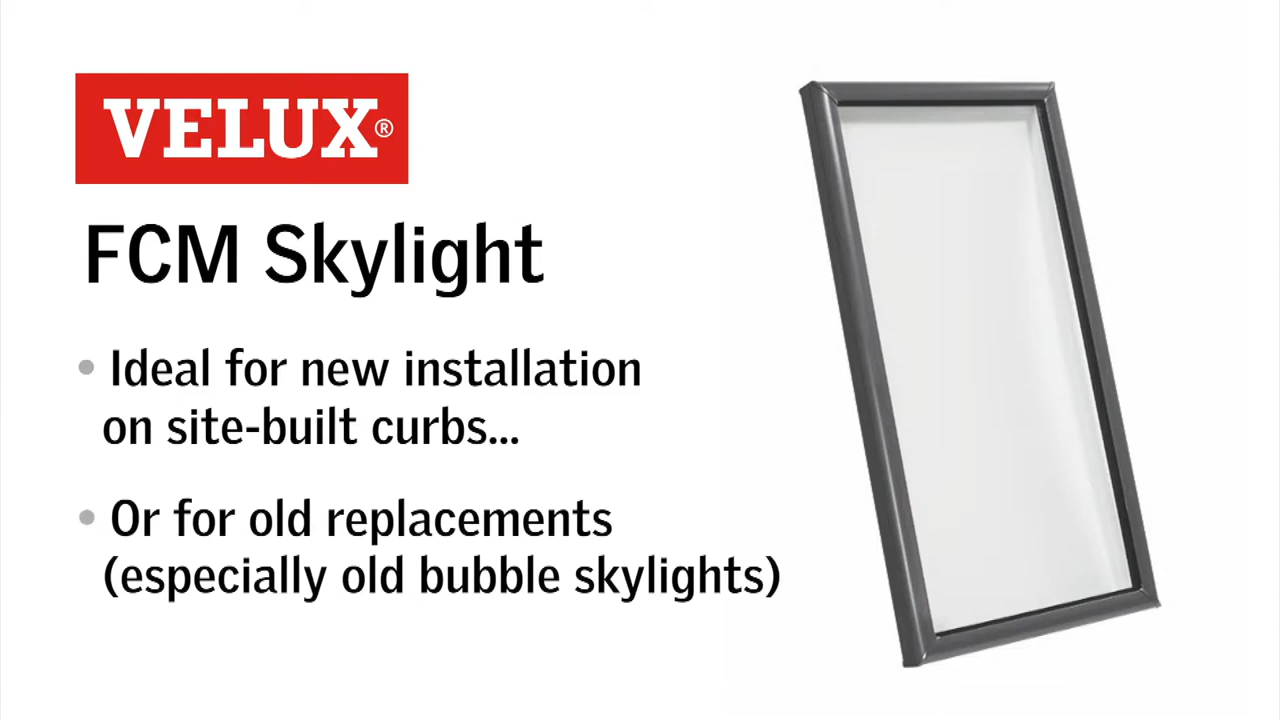 VELUX®
FCM Skylight
• Ideal for new installation
on site-built curbs...
• Or for old replacements
(especially old bubble skylights)